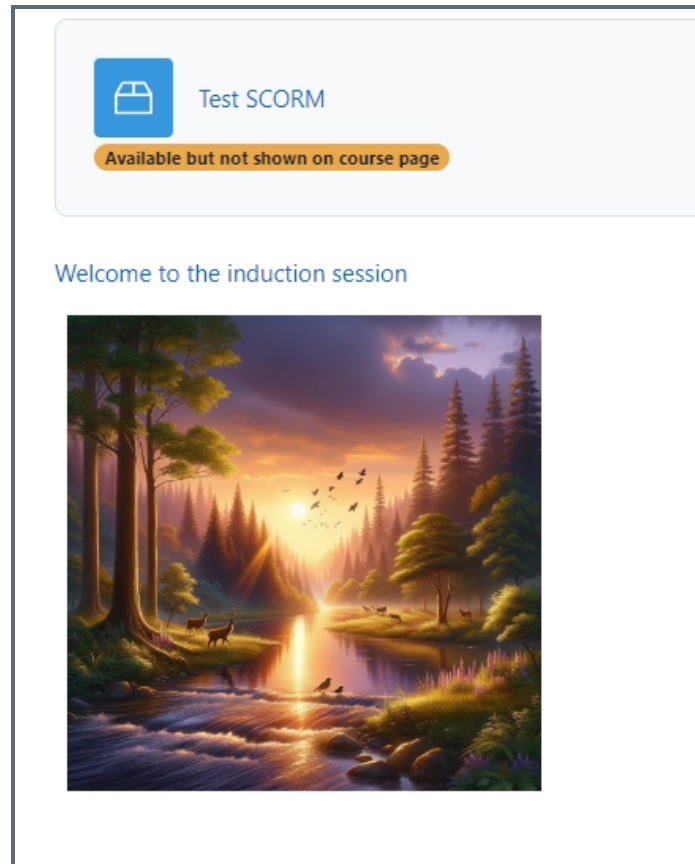 Test SCORM
Available but not shown on course page
Welcome to the induction session